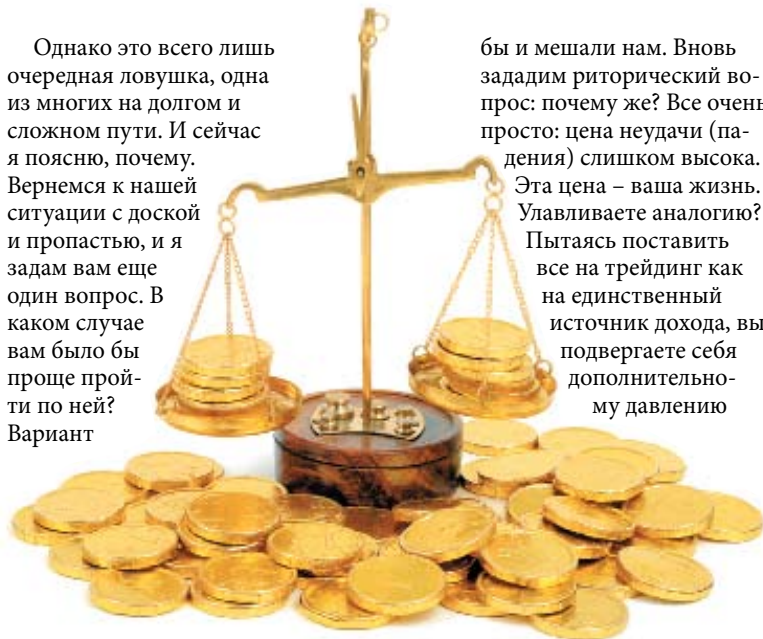 Однако это всего лишь
очередная ловушка, одна
из многих на долгом и
сложном пути. И сейчас
я поясню, почему.
Вернемся к нашей
ситуации с доской
и пропастью, и я
задам вам еще
один вопрос. В
каком случае
вам было бы
проще прой-
ти по ней?
Вариант
бы и мешали нам. Вновь
зададим риторический во-
прос: почему же? Все очень
просто: цена неудачи (па-
дения) слишком высока.
Эта цена – ваша жизнь.
Улавливаете аналогию?
Пытаясь поставить
все на трейдинг как
на единственный
источник дохода, вы
подвергаете себя
дополнительно-
му давлению